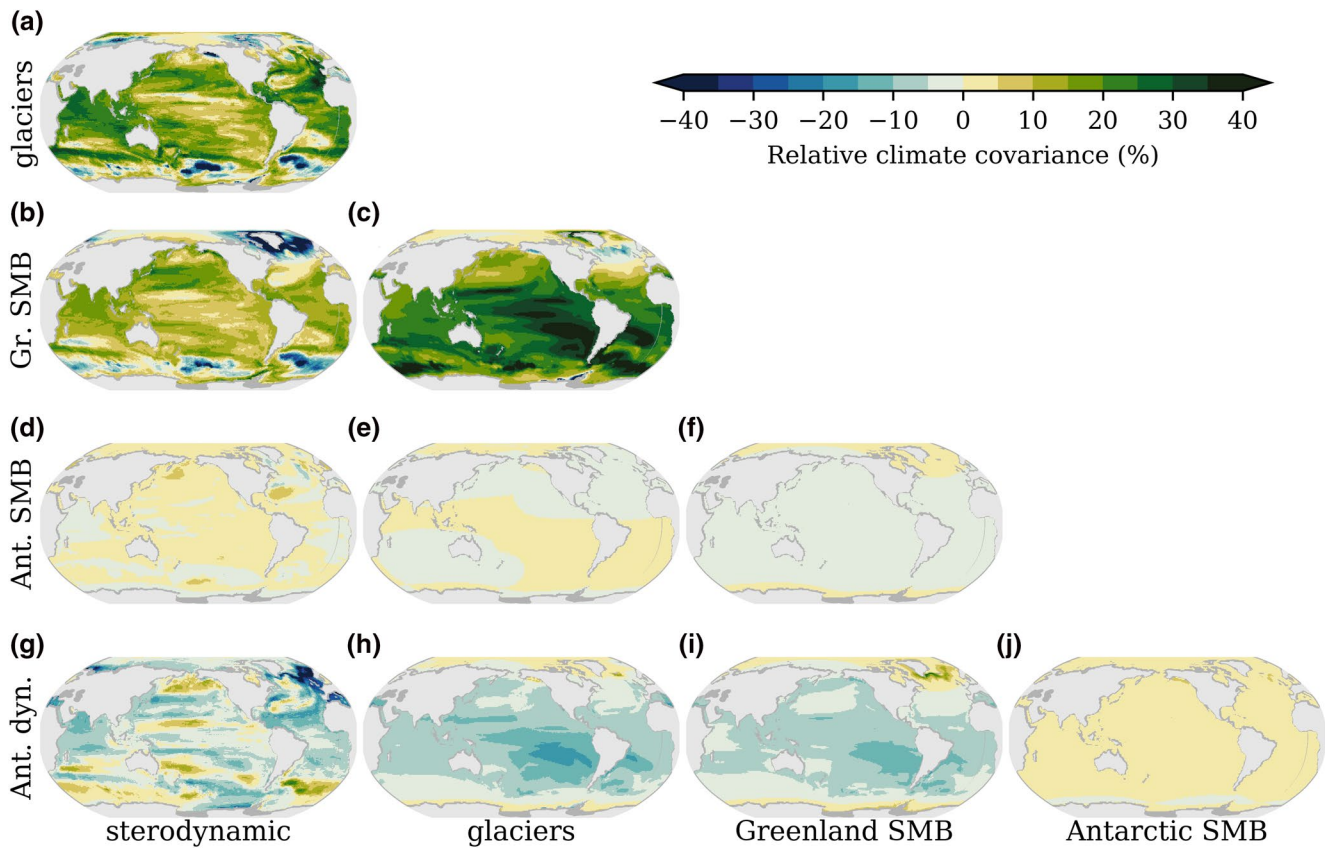 (a)
glaciers
−40 −30 −20 −10 0 10 20 30 40
Relative climate covariance (%)
(b) (c)
Gr. SMB
(d) (e) (f)
Ant. SMB
(g) (h) (i) (j)
Ant. dyn.
sterodynamic glaciers Greenland SMB Antarctic SMB